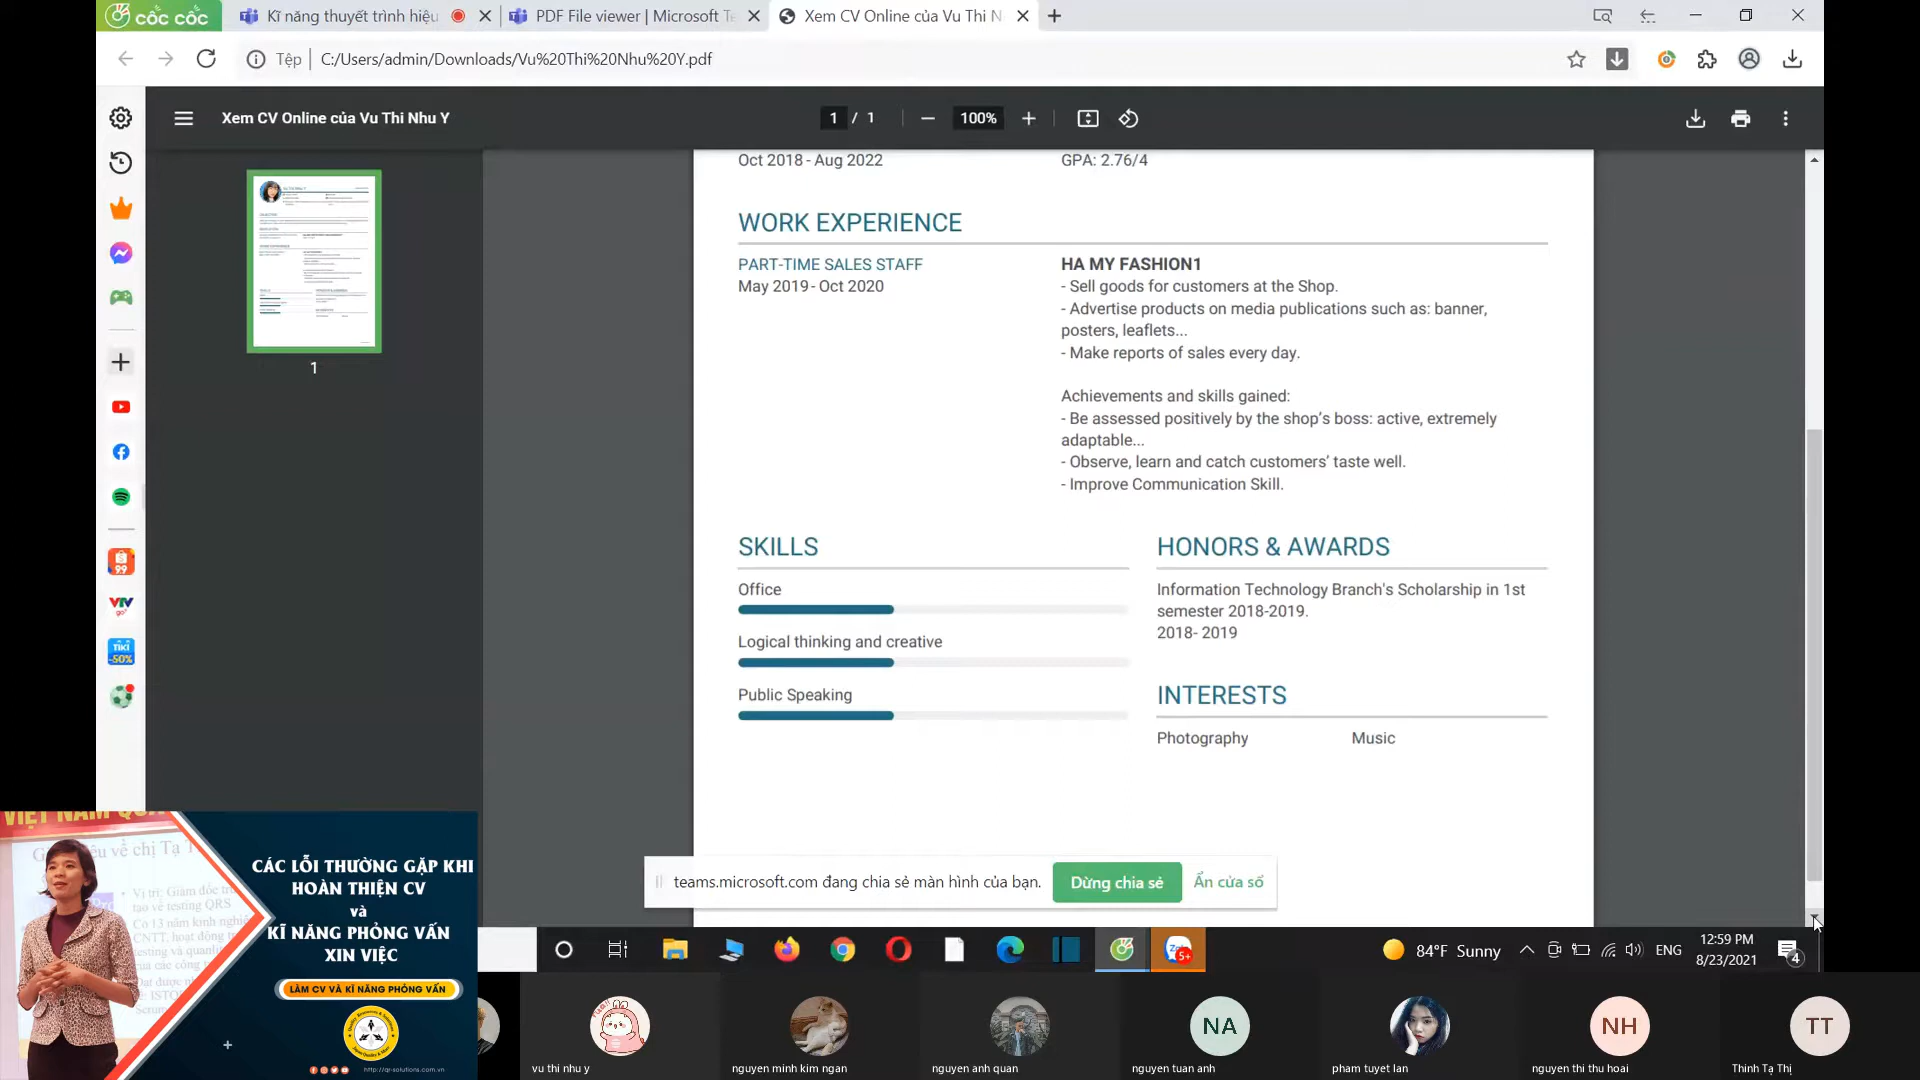 cốc cốc
Kĩ năng thuyết trình hiệu
PDF File viewer | Microsoft Te
Xem CV Online của Vu Thi N
Tệp
C:/Users/admin/Downloads/Vu%20Thi%20Nhu%20Y.pdf
Xem CV Online của Vu Thi Nhu Y
1 / 1
100%
1
Oct 2018 - Aug 2022
GPA: 2.76/4
WORK EXPERIENCE
PART-TIME SALES STAFF
May 2019 - Oct 2020
HA MY FASHION1
- Sell goods for customers at the Shop.
- Advertise products on media publications such as: banner,
posters, leaflets...
- Make reports of sales every day.
Achievements and skills gained:
- Be assessed positively by the shop’s boss: active, extremely
adaptable...
- Observe, learn and catch customers’ taste well.
- Improve Communication Skill.
SKILLS
Office
Logical thinking and creative
Public Speaking
HONORS & AWARDS
Information Technology Branch's Scholarship in 1st
semester 2018-2019.
2018- 2019
INTERESTS
Photography
Music
teams.microsoft.com đang chia sẻ màn hình của bạn.
Dừng chia sẻ
Ẩn cửa sổ
CÁC LỖI THƯỜNG GẶP KHI
HOÀN THIỆN CV
và
KĨ NĂNG PHỎNG VẤN
XIN VIỆC
LÀM CV VÀ KĨ NĂNG PHỎNG VẤN
http://qr-solutions.com.vn
84°F Sunny
ENG
12:59 PM
8/23/2021
4
5+
NA
NH
TT
vu thi nhu y
nguyen minh kim ngan
nguyen anh quan
nguyen tuan anh
pham tuyet lan
nguyen thi thu hoai
Thinh Tạ Thị